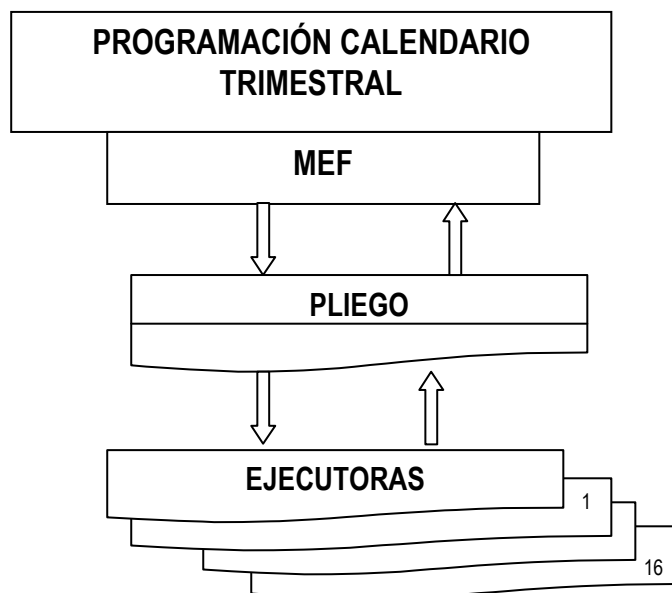 PROGRAMACIÓN CALENDARIO
TRIMESTRAL
MEF
PLIEGO
EJECUTORAS
1
16